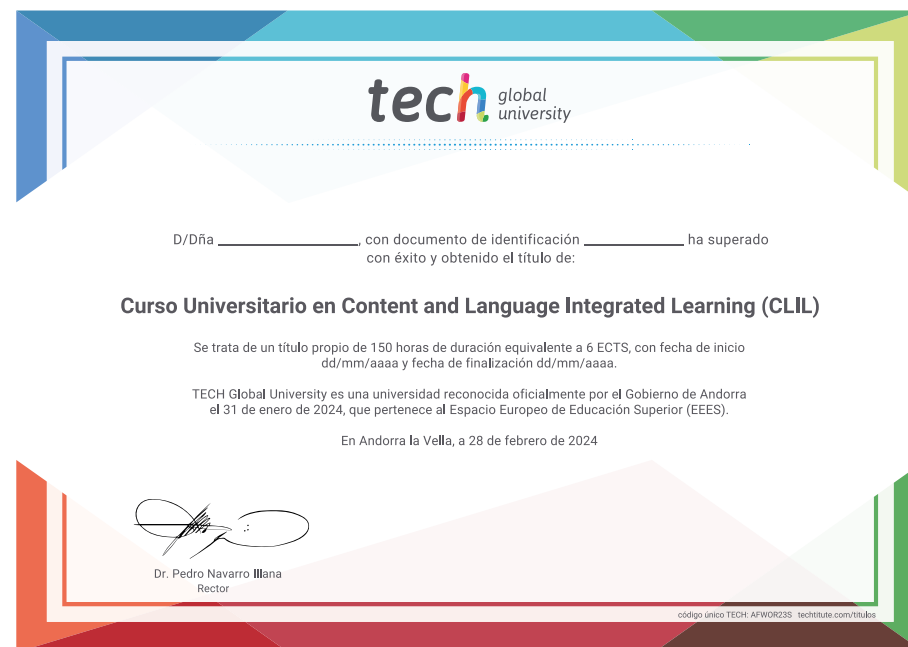 tech global university
D/Dña ____________________, con documento de identificación ______________ ha superado
con éxito y obtenido el título de:
Curso Universitario en Content and Language Integrated Learning (CLIL)
Se trata de un título propio de 150 horas de duración equivalente a 6 ECTS, con fecha de inicio
dd/mm/aaaa y fecha de finalización dd/mm/aaaa.
TECH Global University es una universidad reconocida oficialmente por el Gobierno de Andorra
el 31 de enero de 2024, que pertenece al Espacio Europeo de Educación Superior (EEES).
En Andorra la Vella, a 28 de febrero de 2024
Dr. Pedro Navarro Illana
Rector
código único TECH: AFWOR23S techtitute.com/titulos